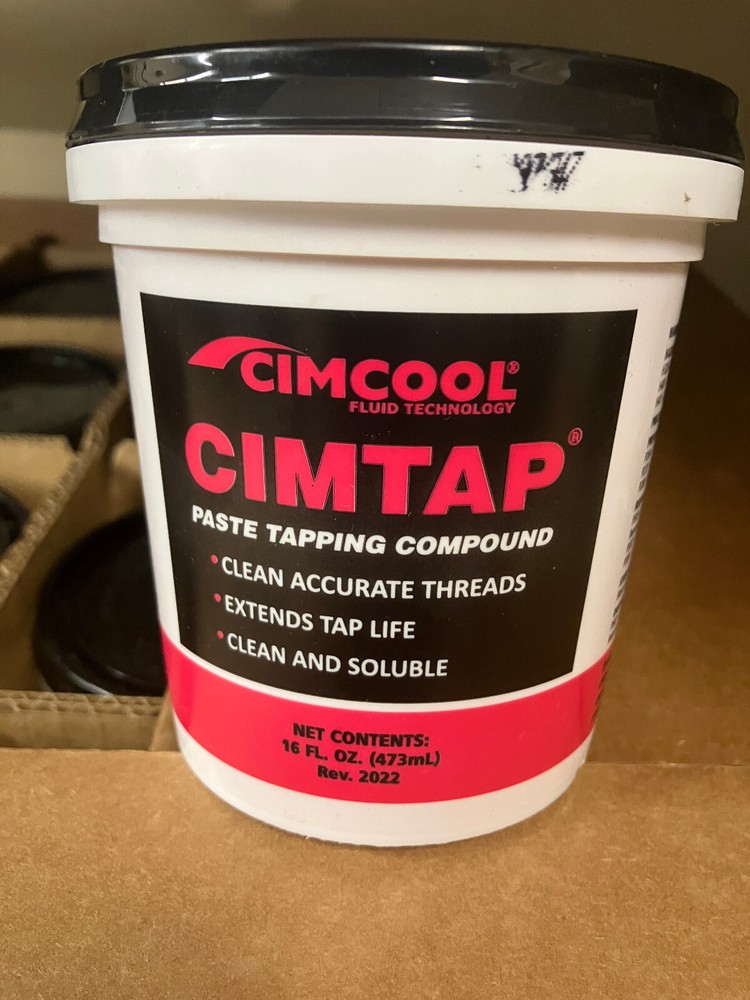 CIMCOOL®
FLUID TECHNOLOGY
CIMTAP®
PASTE TAPPING COMPOUND
•CLEAN ACCURATE THREADS
•EXTENDS TAP LIFE
•CLEAN AND SOLUBLE
NET CONTENTS:
16 FL. OZ. (473mL)
Rev. 2022